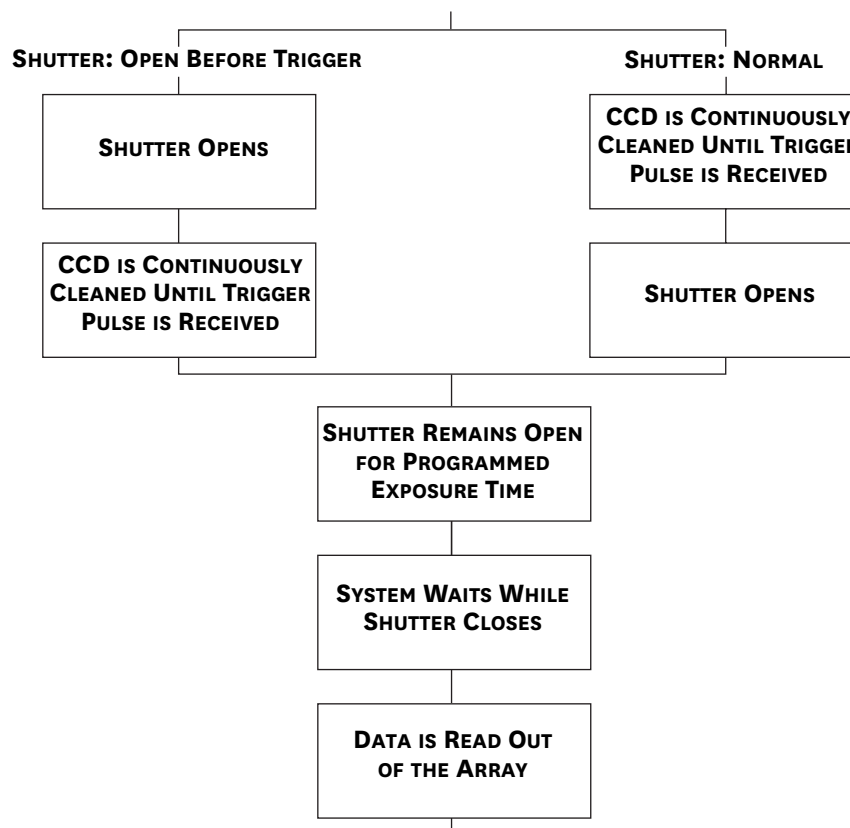 SHUTTER: OPEN BEFORE TRIGGER
SHUTTER: NORMAL
SHUTTER OPENS
CCD IS CONTINUOUSLY
CLEANED UNTIL TRIGGER
PULSE IS RECEIVED
CCD IS CONTINUOUSLY
CLEANED UNTIL TRIGGER
PULSE IS RECEIVED
SHUTTER OPENS
SHUTTER REMAINS OPEN
FOR PROGRAMMED
EXPOSURE TIME
SYSTEM WAITS WHILE
SHUTTER CLOSES
DATA IS READ OUT
OF THE ARRAY